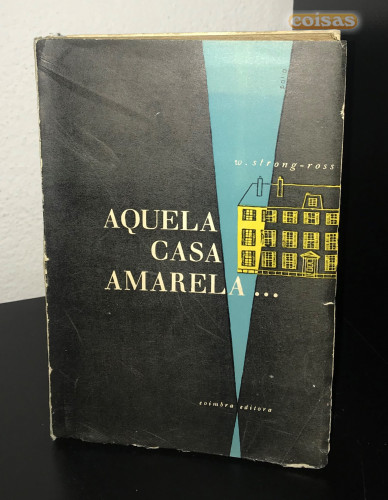 coisas
w. strong-ross
AQUELA
CASA
AMARELA...
coimbra editora